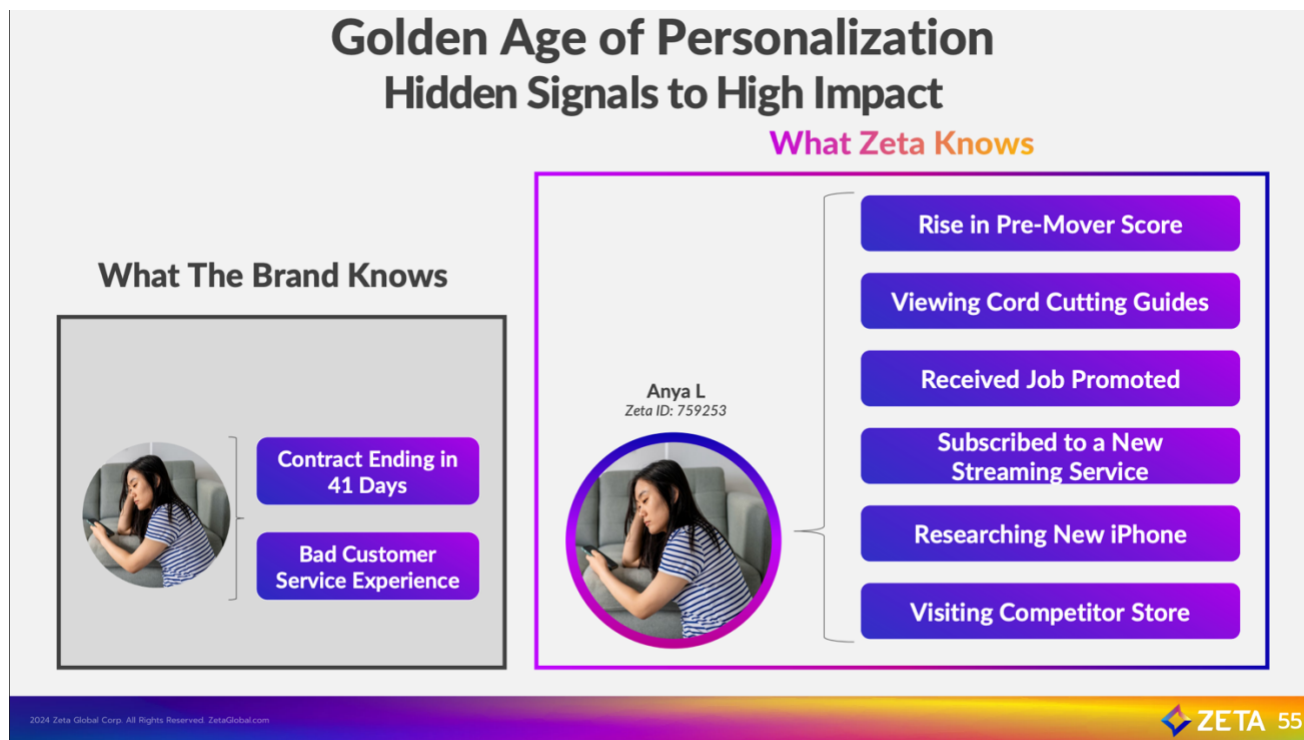 Golden Age of Personalization
Hidden Signals to High Impact
What Zeta Knows
What The Brand Knows
Contract Ending in
41 Days
Bad Customer
Service Experience
Anya L
Zeta ID: 759253
Rise in Pre-Mover Score
Viewing Cord Cutting Guides
Received Job Promoted
Subscribed to a New
Streaming Service
Researching New iPhone
Visiting Competitor Store
2024 Zeta Global Corp. All Rights Reserved. ZetaGlobal.com
ZETA 55